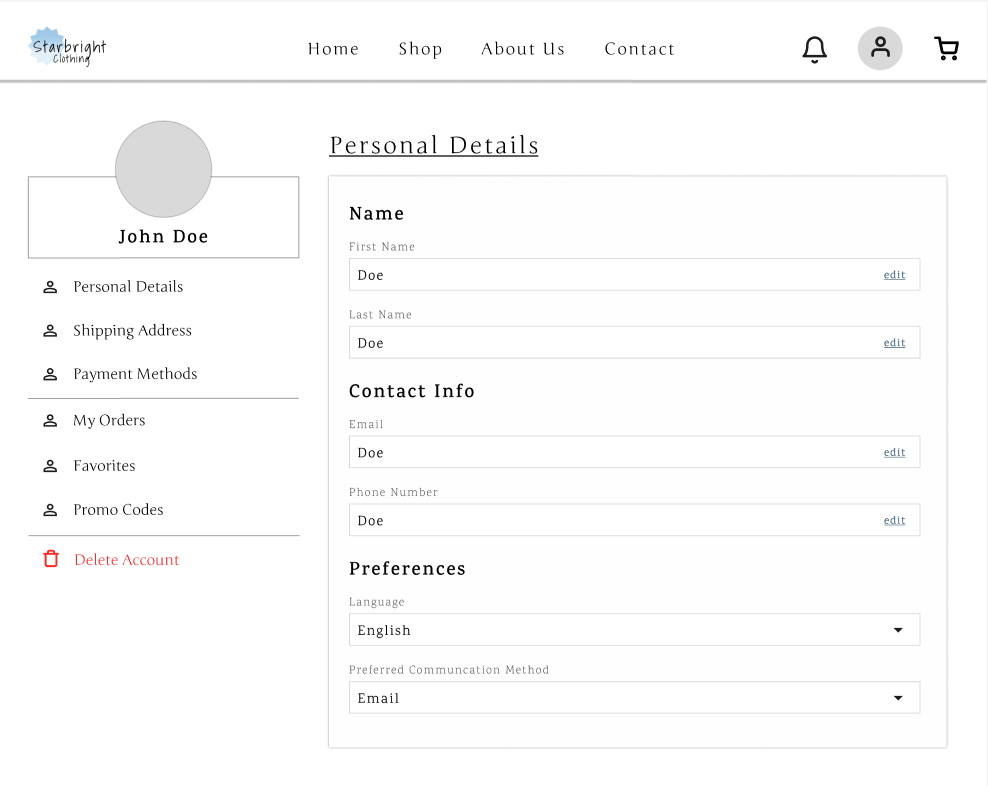 Starbright
Clothing
Home Shop About Us Contact
John Doe
Personal Details
Shipping Address
Payment Methods
My Orders
Favorites
Promo Codes
Delete Account
Personal Details
Name
First Name
Doe edit
Last Name
Doe edit
Contact Info
Email
Doe edit
Phone Number
Doe edit
Preferences
Language
English
Preferred Communcation Method
Email